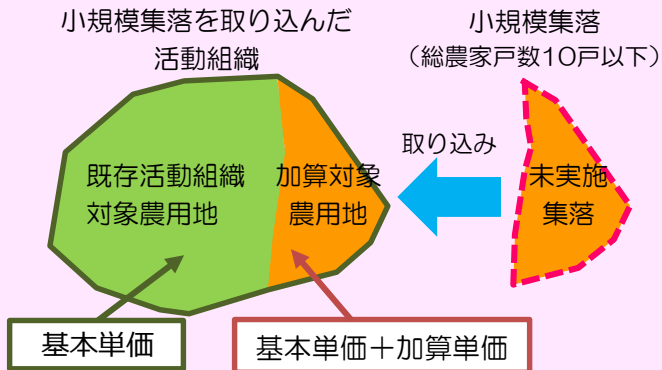 小規模集落を取り込んだ
活動組織
小規模集落
（総農家戸数10戸以下）
取り込み
既存活動組織
対象農用地
加算対象
農用地
未実施
集落
基本単価
基本単価＋加算単価